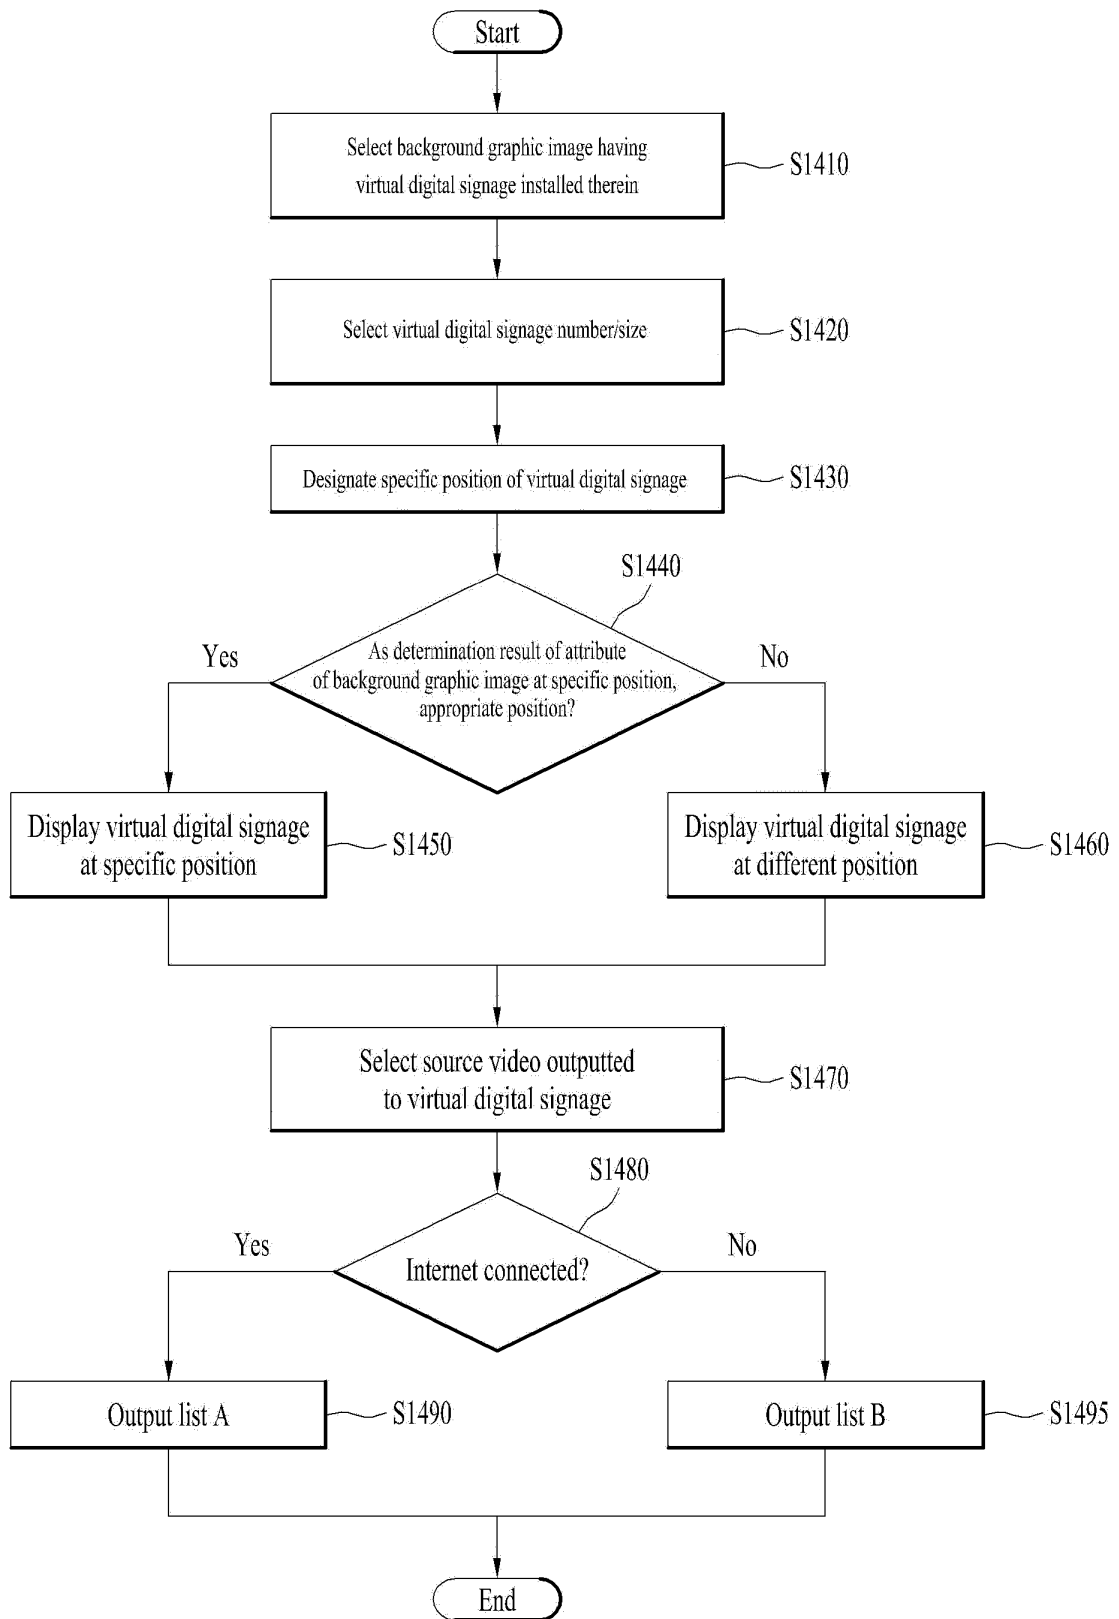 Start
Select background graphic image having
virtual digital signage installed therein
S1410
Select virtual digital signage number/size
S1420
Designate specific position of virtual digital signage
S1430
S1440
As determination result of attribute
of background graphic image at specific position,
appropriate position?
Yes
No
Display virtual digital signage
at specific position
S1450
Display virtual digital signage
at different position
S1460
Select source video outputted
to virtual digital signage
S1470
S1480
Internet connected?
Yes
No
Output list A
S1490
Output list B
S1495
End